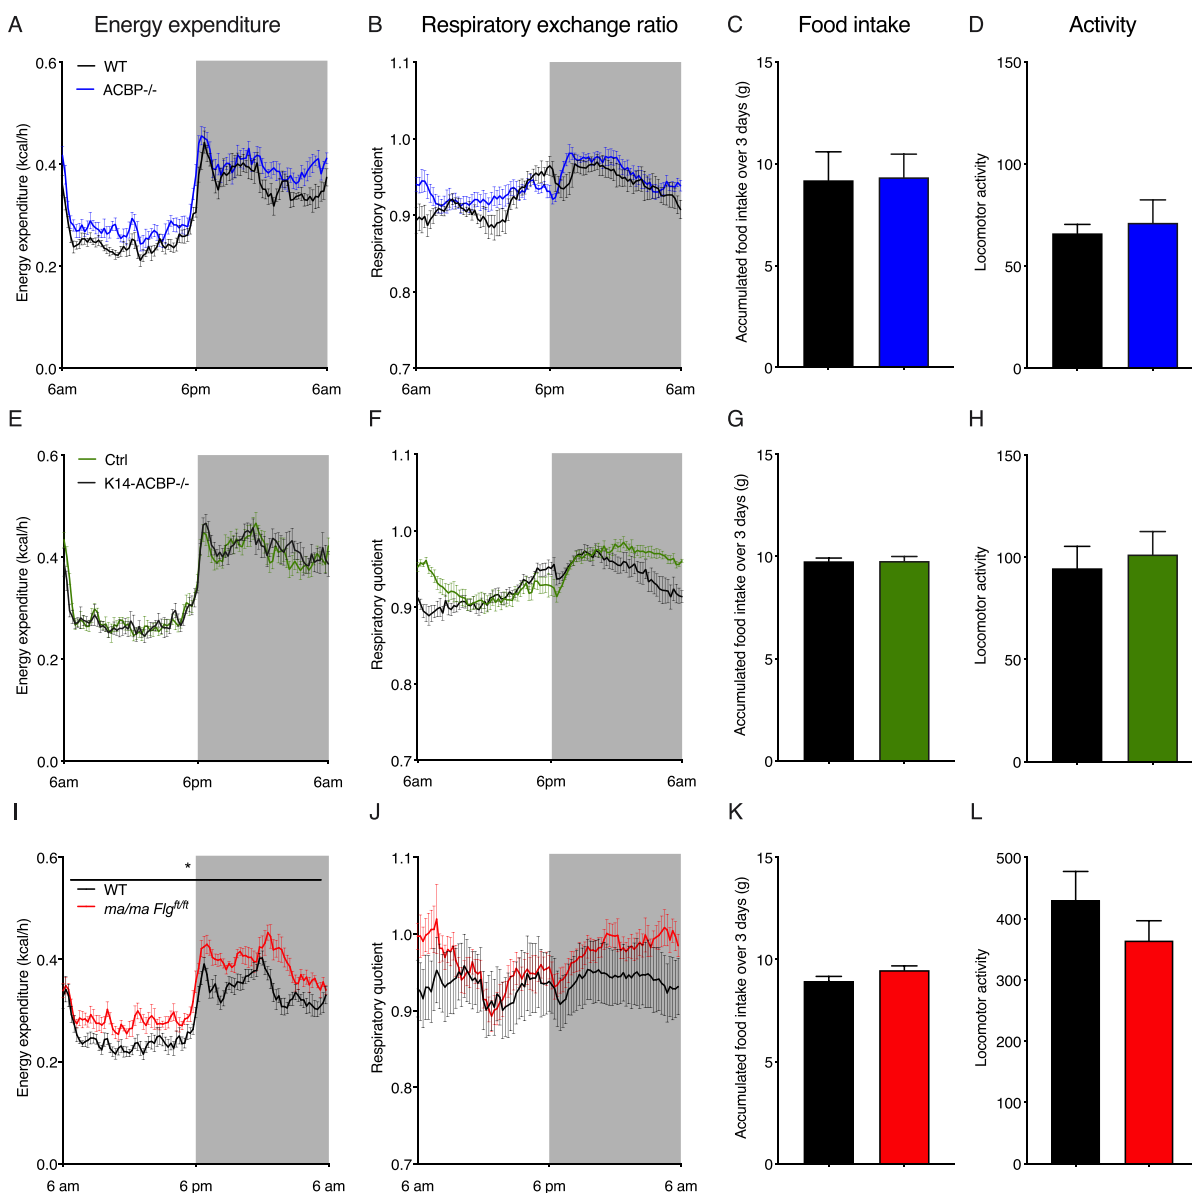 A Energy expenditure
Energy expenditure (kcal/h)
0.6
0.4
0.2
0.0
WT
ACBP-/-
6am 6pm 6am
B Respiratory exchange ratio
Respiratory quotient
1.1
1.0
0.9
0.8
0.7
6am 6pm 6am
C Food intake
Accumulated food intake over 3 days (g)
15
10
5
0
D Activity
Locomotor activity
150
100
50
0
E
Energy expenditure (kcal/h)
0.6
0.4
0.2
0.0
Ctrl
K14-ACBP-/-
6am 6pm 6am
F
Respiratory quotient
1.1
1.0
0.9
0.8
0.7
6am 6pm 6am
G
Accumulated food intake over 3 days (g)
15
10
5
0
H
Locomotor activity
150
100
50
0
I
Energy expenditure (kcal/h)
0.6
0.4
0.2
0.0
*
WT
ma/ma Flg^ft/ft
6 am 6 pm 6 am
J
Respiratory quotient
1.1
1.0
0.9
0.8
0.7
6 am 6 pm 6 am
K
Accumulated food intake over 3 days (g)
15
10
5
0
L
Locomotor activity
500
400
300
200
100
0